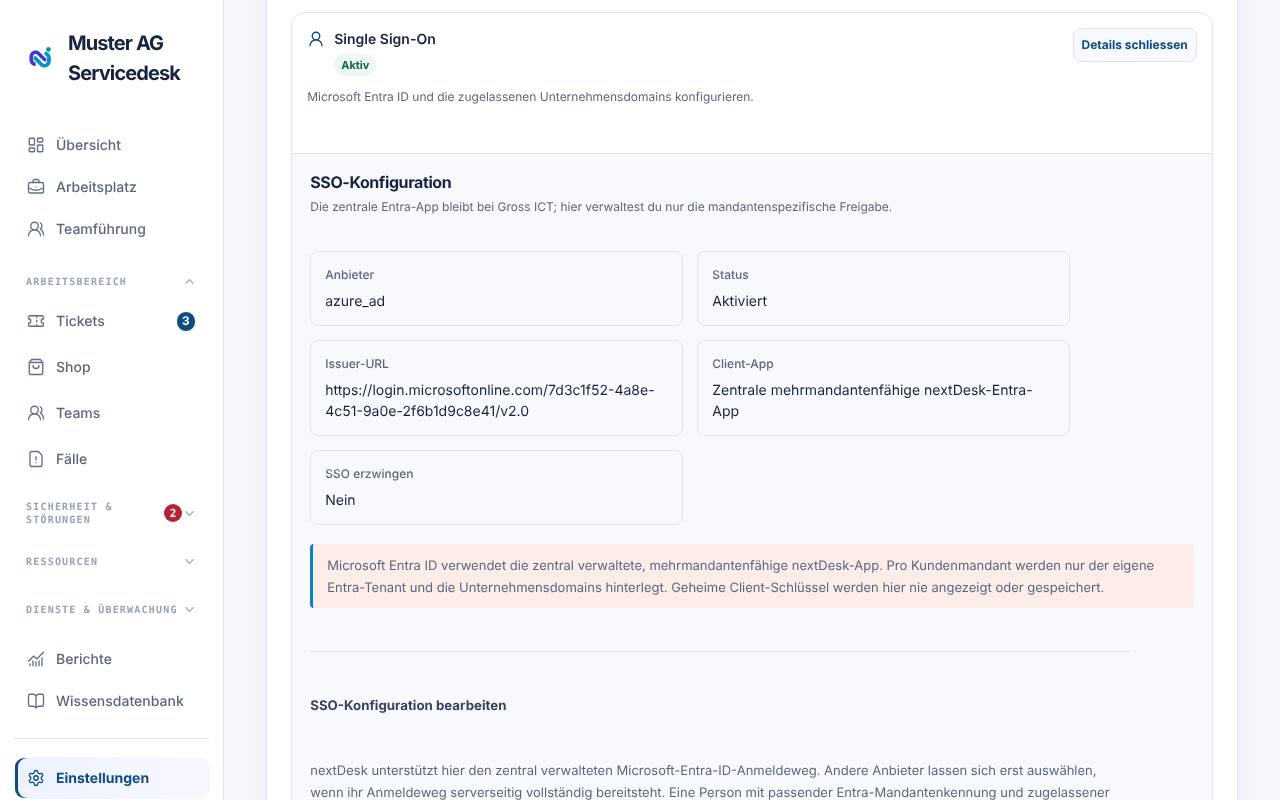 Muster AG
Servicedesk
Übersicht
Arbeitsplatz
Teamführung
ARBEITSBEREICH
Tickets
3
Shop
Teams
Fälle
SICHERHEIT &
STÖRUNGEN
2
RESSOURCEN
DIENSTE & ÜBERWACHUNG
Berichte
Wissensdatenbank
Einstellungen
Single Sign-On
Aktiv
Details schliessen
Microsoft Entra ID und die zugelassenen Unternehmensdomains konfigurieren.
SSO-Konfiguration
Die zentrale Entra-App bleibt bei Gross ICT; hier verwaltest du nur die mandantenspezifische Freigabe.
Anbieter
azure_ad
Status
Aktiviert
Issuer-URL
https://login.microsoftonline.com/7d3c1f52-4a8e-
4c51-9a0e-2f6b1d9c8e41/v2.0
Client-App
Zentrale mehrmandantenfähige nextDesk-Entra-
App
SSO erzwingen
Nein
Microsoft Entra ID verwendet die zentral verwaltete, mehrmandantenfähige nextDesk-App. Pro Kundenmandant werden nur der eigene
Entra-Tenant und die Unternehmensdomains hinterlegt. Geheime Client-Schlüssel werden hier nie angezeigt oder gespeichert.
SSO-Konfiguration bearbeiten
nextDesk unterstützt hier den zentral verwalteten Microsoft-Entra-ID-Anmeldeweg. Andere Anbieter lassen sich erst auswählen,
wenn ihr Anmeldeweg serverseitig vollständig bereitsteht. Eine Person mit passender Entra-Mandantenkennung und zugelassener